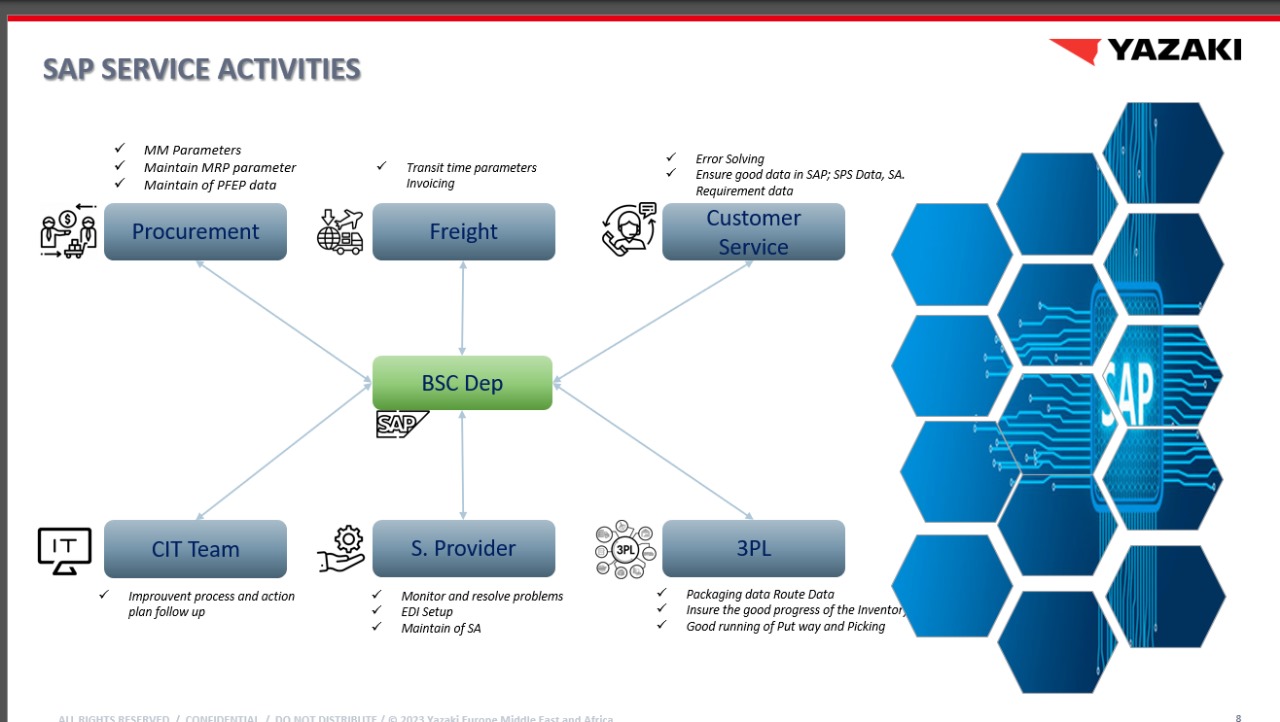 YAZAKI
SAP SERVICE ACTIVITIES
MM Parameters
Maintain MRP parameter
Maintain of PFEP data
Transit time parameters
Invoicing
Error Solving
Ensure good data in SAP; SPS Data, SA.
Requirement data
Procurement
Freight
Customer
Service
BSC Dep
SAP
SAP
IT
CIT Team
S. Provider
3PL
3PL
Improuvent process and action
plan follow up
Monitor and resolve problems
EDI Setup
Maintain of SA
Packaging data Route Data
Insure the good progress of the Inventory
Good running of Put way and Picking
ALL RIGHTS RESERVED / CONFIDENTIAL / DO NOT DISTRIBUTE / © 2023 Yazaki Europe Middle East and Africa
8